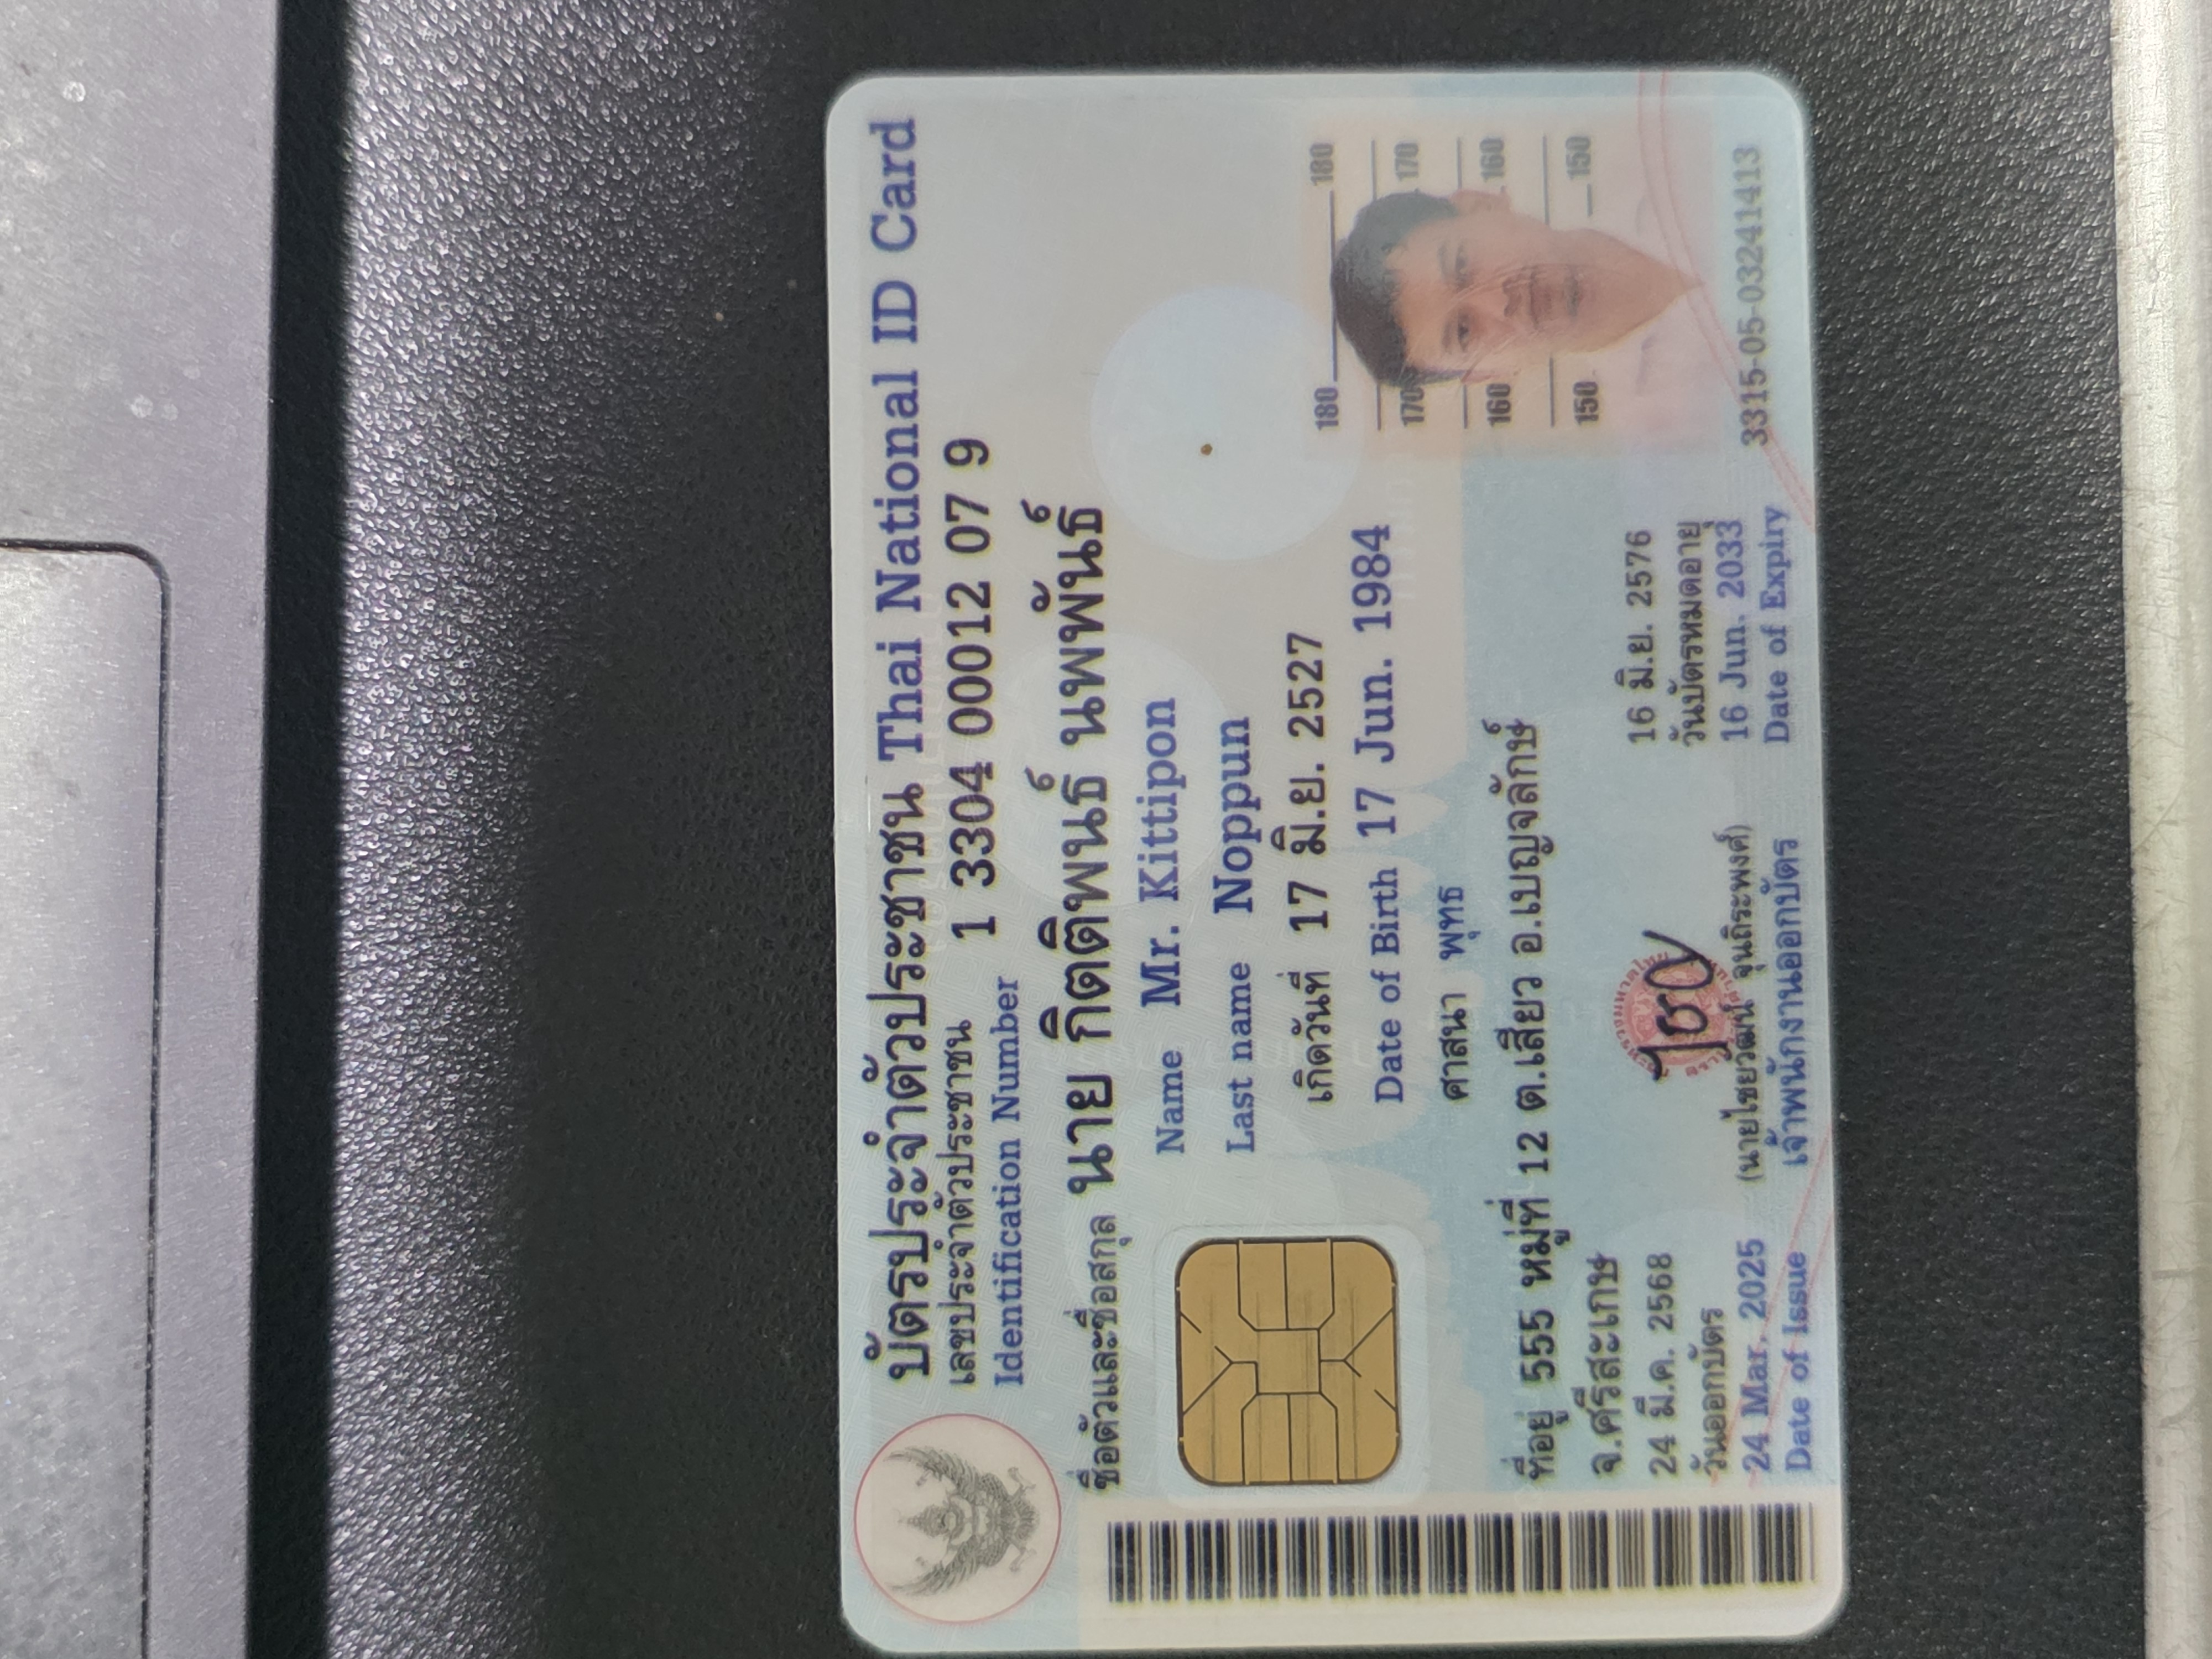 บัตรประจำตัวประชาชน Thai National ID Card
เลขประจำตัวประชาชน 1 3304 00012 07 9
Identification Number
ชื่อตัวและชื่อสกุล นาย กิตติพนธ์ นพพันธ์
Name Mr. Kittipon
Last name Noppun
เกิดวันที่ 17 มิ.ย. 2527
Date of Birth 17 Jun. 1984
ศาสนา พุทธ
ที่อยู่ 555 หมู่ที่ 12 ต.เสียว อ.เบญจลักษ์
จ.ศรีสะเกษ
24 มี.ค. 2568
วันออกบัตร
24 Mar. 2025
Date of Issue
(นายไชยวัฒน์ จุนถิระพงศ์)
เจ้าพนักงานออกบัตร
16 มิ.ย. 2576
วันบัตรหมดอายุ
16 Jun. 2033
Date of Expiry
180 180
170 170
160 160
150 150
3315-05-03241413